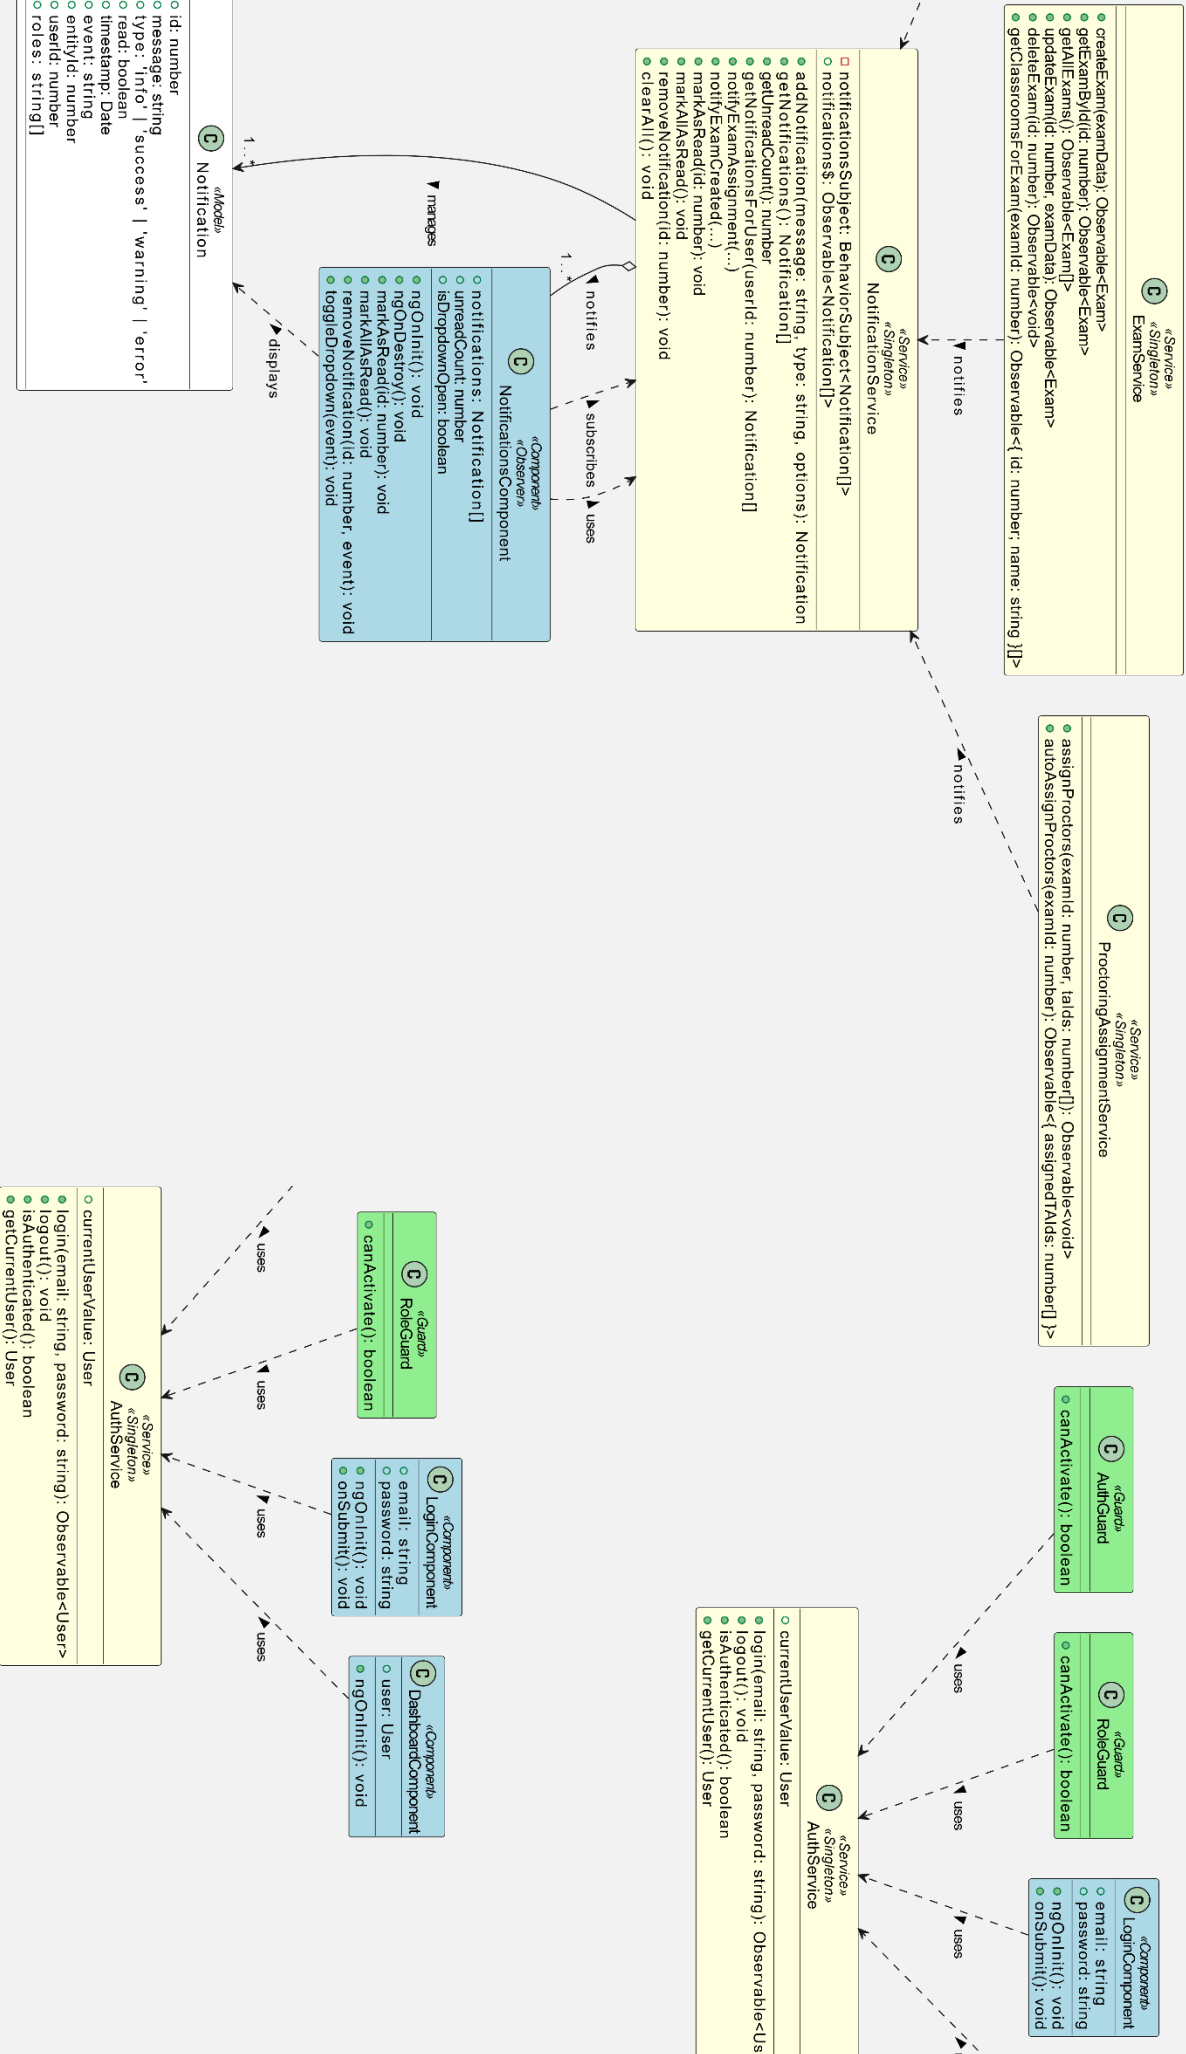 «Service»
«Singleton»
ExamService
createExam(examData): Observable<Exam>
getExamById(id: number): Observable<Exam>
getAllExams(): Observable<Exam[]>
updateExam(id: number, examData): Observable<Exam>
deleteExam(id: number): Observable<void>
getClassroomsForExam(examId: number): Observable<{ id: number; name: string }[]>
«Service»
«Singleton»
ProctoringAssignmentService
assignProctors(examId: number, taIds: number[]): Observable<void>
autoAssignProctors(examId: number): Observable<{ assignedTAIds: number[] }>
«Guard»
AuthGuard
canActivate(): boolean
«Guard»
RoleGuard
canActivate(): boolean
«Component»
LoginComponent
email: string
password: string
ngOnInit(): void
onSubmit(): void
notifies
notifies
uses
uses
uses
«Service»
«Singleton»
NotificationService
notificationsSubject: BehaviorSubject<Notification[]>
notifications$: Observable<Notification[]>
addNotification(message: string, type: string, options): Notification
getNotifications(): Notification[]
getUnreadCount(): number
getNotificationsForUser(userId: number): Notification[]
notifyExamAssignment(...)
notifyExamCreated(...)
markAsRead(id: number): void
markAllAsRead(): void
removeNotification(id: number): void
clearAll(): void
«Service»
«Singleton»
AuthService
currentUserValue: User
login(email: string, password: string): Observable<Us
logout(): void
isAuthenticated(): boolean
getCurrentUser(): User
notifies
subscribes
uses
1..*
manages
«Component»
«Observer»
NotificationsComponent
notifications: Notification[]
unreadCount: number
isDropdownOpen: boolean
ngOnInit(): void
ngOnDestroy(): void
markAsRead(id: number): void
markAllAsRead(): void
removeNotification(id: number, event): void
toggleDropdown(event): void
«Guard»
RoleGuard
canActivate(): boolean
«Component»
LoginComponent
email: string
password: string
ngOnInit(): void
onSubmit(): void
«Component»
DashboardComponent
user: User
ngOnInit(): void
1..*
displays
uses
uses
uses
uses
«Model»
Notification
id: number
message: string
type: 'info' | 'success' | 'warning' | 'error'
read: boolean
timestamp: Date
event: string
entityId: number
userId: number
roles: string[]
«Service»
«Singleton»
AuthService
currentUserValue: User
login(email: string, password: string): Observable<User>
logout(): void
isAuthenticated(): boolean
getCurrentUser(): User